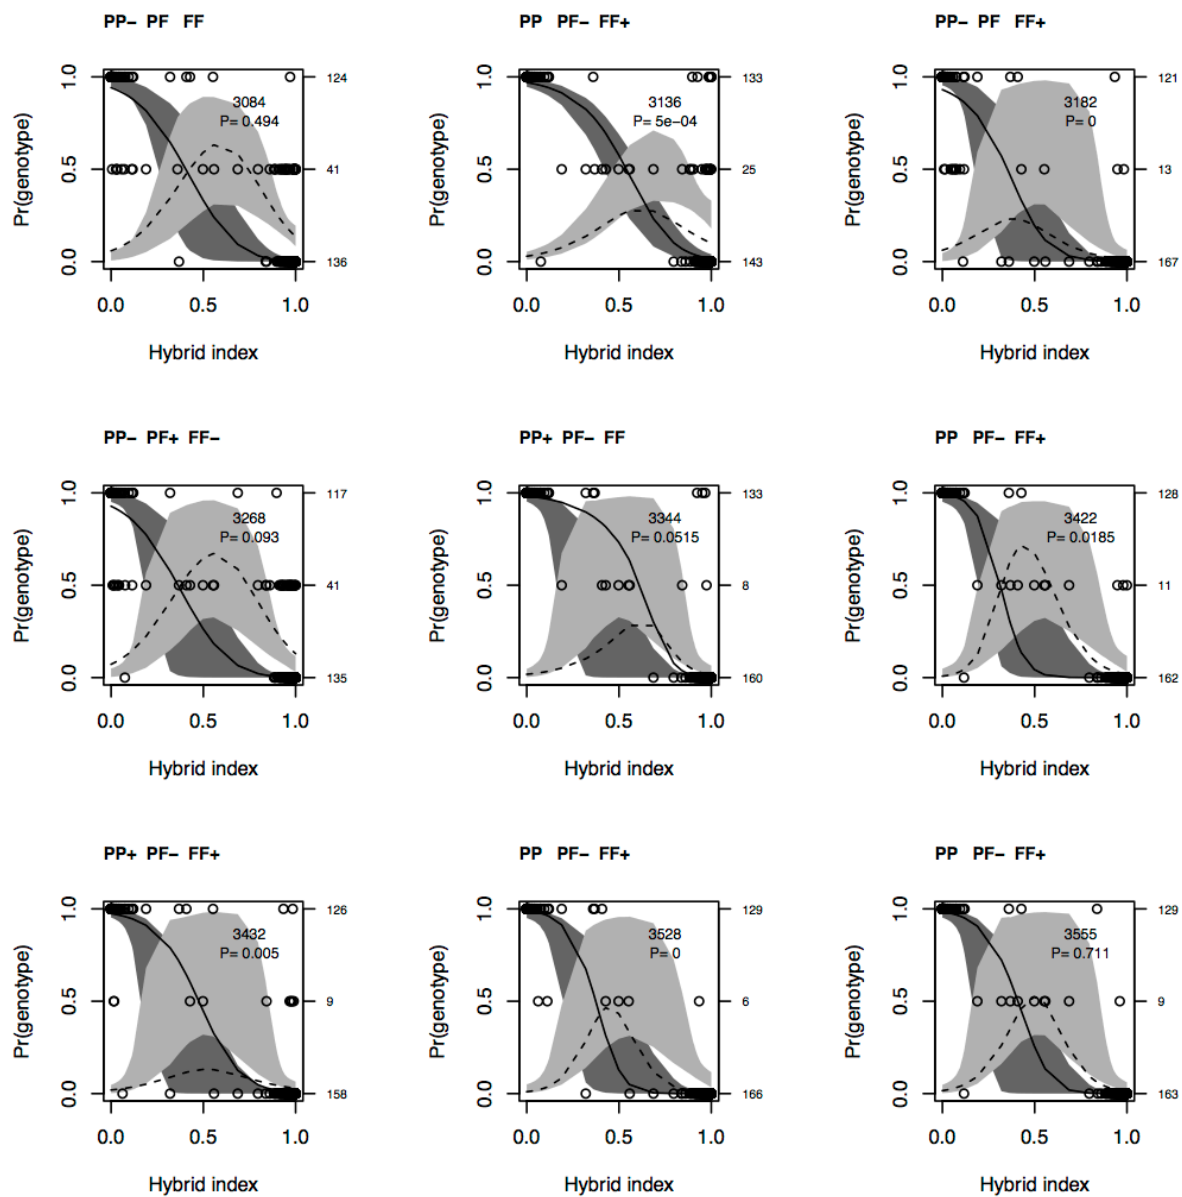 PP− PF FF
Pr(genotype)
1.0
0.5
0.0
3084
P= 0.494
124
41
136
0.0 0.5 1.0
Hybrid index
PP PF− FF+
Pr(genotype)
1.0
0.5
0.0
3136
P= 5e−04
133
25
143
0.0 0.5 1.0
Hybrid index
PP− PF FF+
Pr(genotype)
1.0
0.5
0.0
3182
P= 0
121
13
167
0.0 0.5 1.0
Hybrid index
PP− PF+ FF−
Pr(genotype)
1.0
0.5
0.0
3268
P= 0.093
117
41
135
0.0 0.5 1.0
Hybrid index
PP+ PF− FF
Pr(genotype)
1.0
0.5
0.0
3344
P= 0.0515
133
8
160
0.0 0.5 1.0
Hybrid index
PP PF− FF+
Pr(genotype)
1.0
0.5
0.0
3422
P= 0.0185
128
11
162
0.0 0.5 1.0
Hybrid index
PP+ PF− FF+
Pr(genotype)
1.0
0.5
0.0
3432
P= 0.005
126
9
158
0.0 0.5 1.0
Hybrid index
PP PF− FF+
Pr(genotype)
1.0
0.5
0.0
3528
P= 0
129
6
166
0.0 0.5 1.0
Hybrid index
PP PF− FF+
Pr(genotype)
1.0
0.5
0.0
3555
P= 0.711
129
9
163
0.0 0.5 1.0
Hybrid index